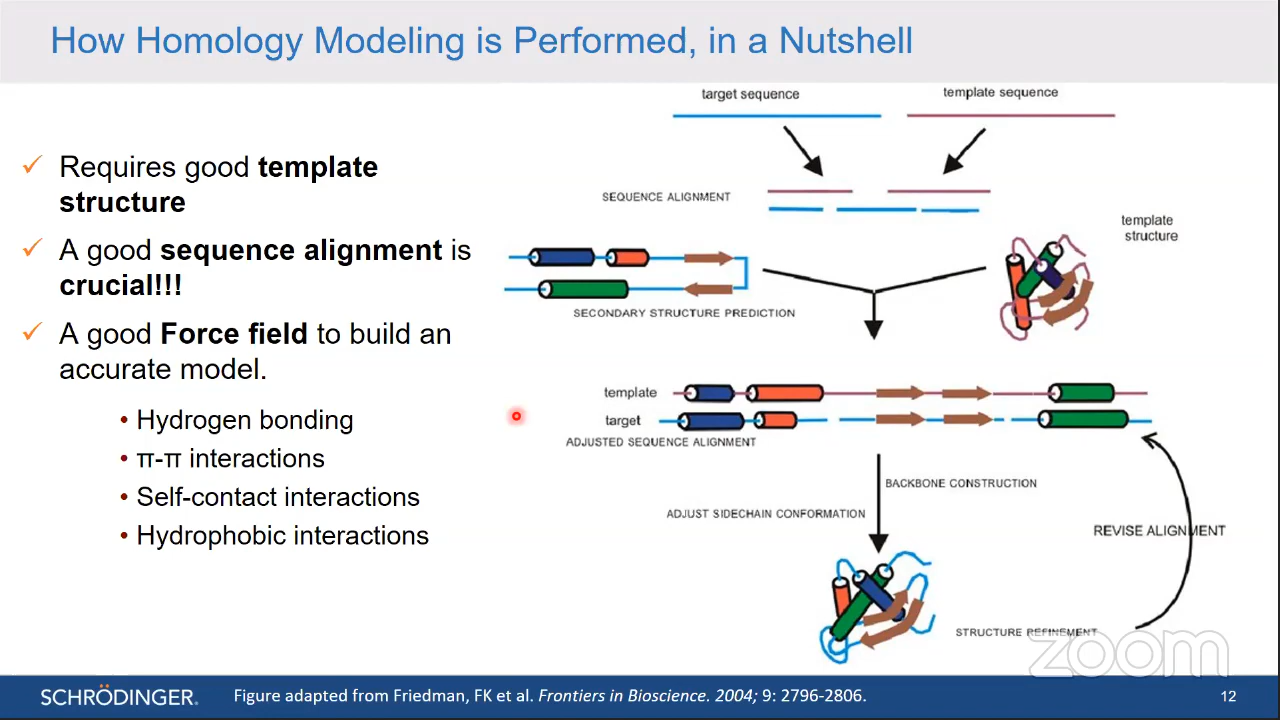 How Homology Modeling is Performed, in a Nutshell
✓ Requires good template
structure
✓ A good sequence alignment is
crucial!!!
✓ A good Force field to build an
accurate model.
• Hydrogen bonding
• π-π interactions
• Self-contact interactions
• Hydrophobic interactions
target sequence
template sequence
SEQUENCE ALIGNMENT
template
structure
SECONDARY STRUCTURE PREDICTION
template
target
ADJUSTED SEQUENCE ALIGNMENT
BACKBONE CONSTRUCTION
ADJUST SIDECHAIN CONFORMATION
REVISE ALIGNMENT
STRUCTURE REFINEMENT
zoom
SCHRÖDINGER.
Figure adapted from Friedman, FK et al. Frontiers in Bioscience. 2004; 9: 2796-2806.
12